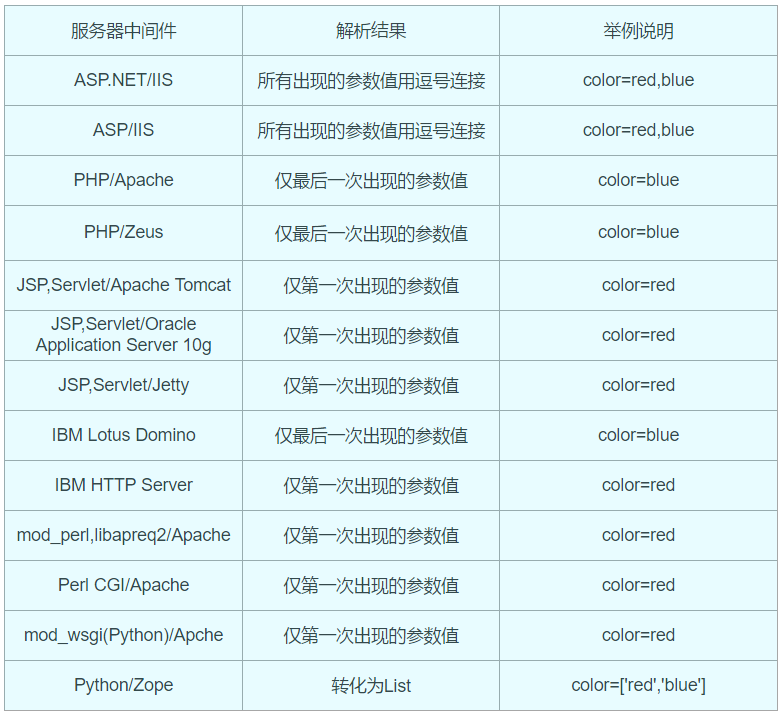 服务器中间件 解析结果 举例说明
ASP.NET/IIS 所有出现的参数值用逗号连接 color=red,blue
ASP/IIS 所有出现的参数值用逗号连接 color=red,blue
PHP/Apache 仅最后一次出现的参数值 color=blue
PHP/Zeus 仅最后一次出现的参数值 color=blue
JSP,Servlet/Apache Tomcat 仅第一次出现的参数值 color=red
JSP,Servlet/Oracle
Application Server 10g 仅第一次出现的参数值 color=red
JSP,Servlet/Jetty 仅第一次出现的参数值 color=red
IBM Lotus Domino 仅最后一次出现的参数值 color=blue
IBM HTTP Server 仅第一次出现的参数值 color=red
mod_perl,libapreq2/Apache 仅第一次出现的参数值 color=red
Perl CGI/Apache 仅第一次出现的参数值 color=red
mod_wsgi(Python)/Apche 仅第一次出现的参数值 color=red
Python/Zope 转化为List color=['red','blue']